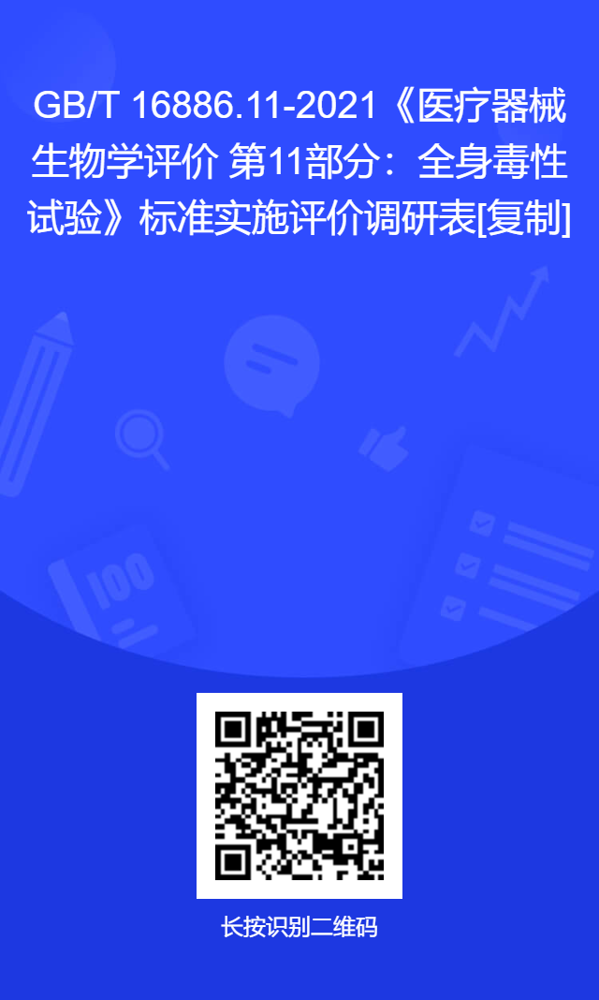 GB/T 16886.11-2021《医疗器械
生物学评价 第11部分：全身毒性
试验》标准实施评价调研表[复制]
100
长按识别二维码